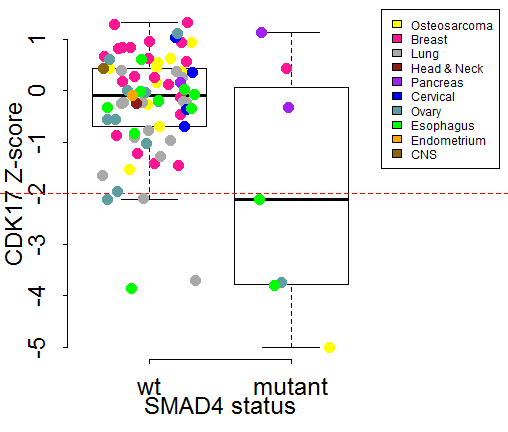 CDK17 Z-score
1
0
-1
-2
-3
-4
-5
wt mutant
SMAD4 status
Osteosarcoma
Breast
Lung
Head & Neck
Pancreas
Cervical
Ovary
Esophagus
Endometrium
CNS